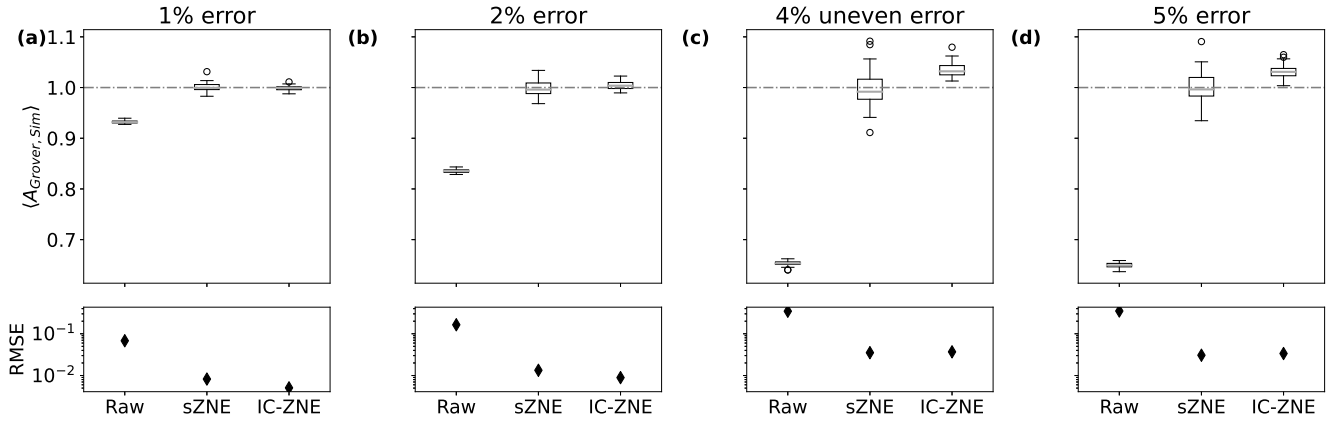 1% error
2% error
4% uneven error
5% error
(a)
(b)
(c)
(d)
1.1
1.0
0.9
0.8
0.7
⟨A_{Grover, Sim}⟩
RMSE
10^{-1}
10^{-2}
Raw sZNE IC-ZNE
Raw sZNE IC-ZNE
Raw sZNE IC-ZNE
Raw sZNE IC-ZNE